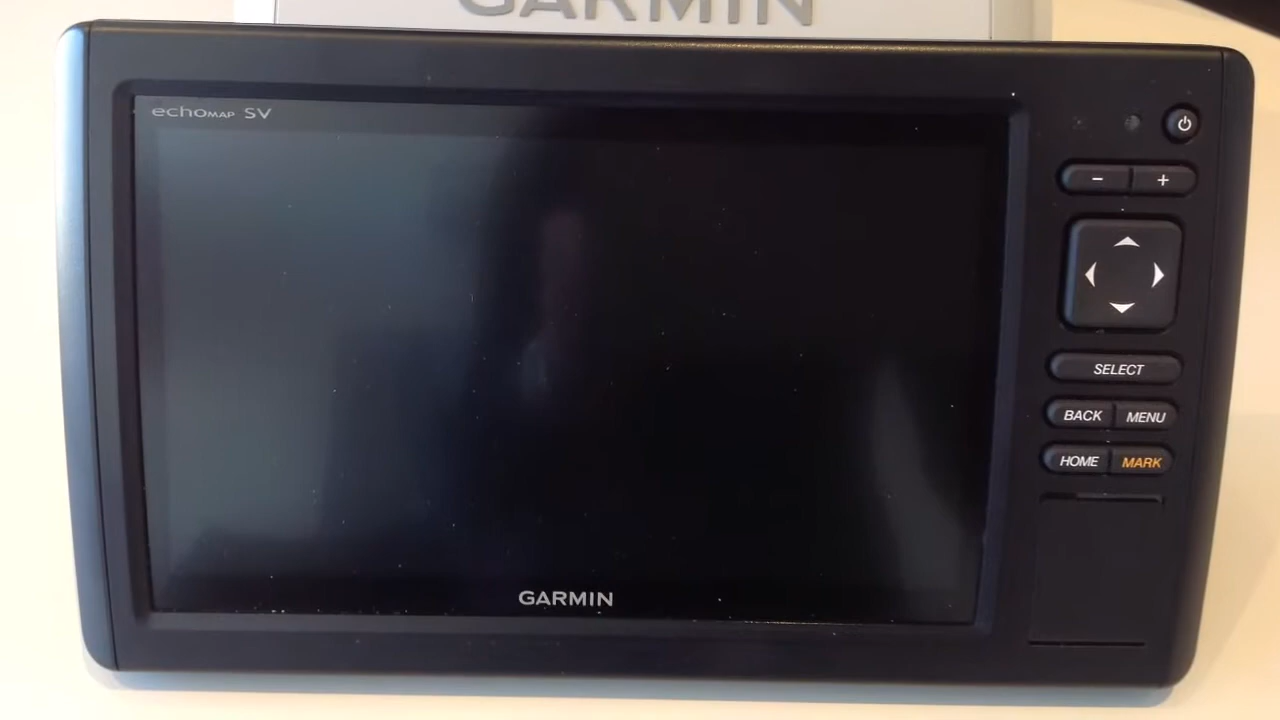 GARMIN
echoMAP SV
- +
SELECT
BACK MENU
HOME MARK
GARMIN